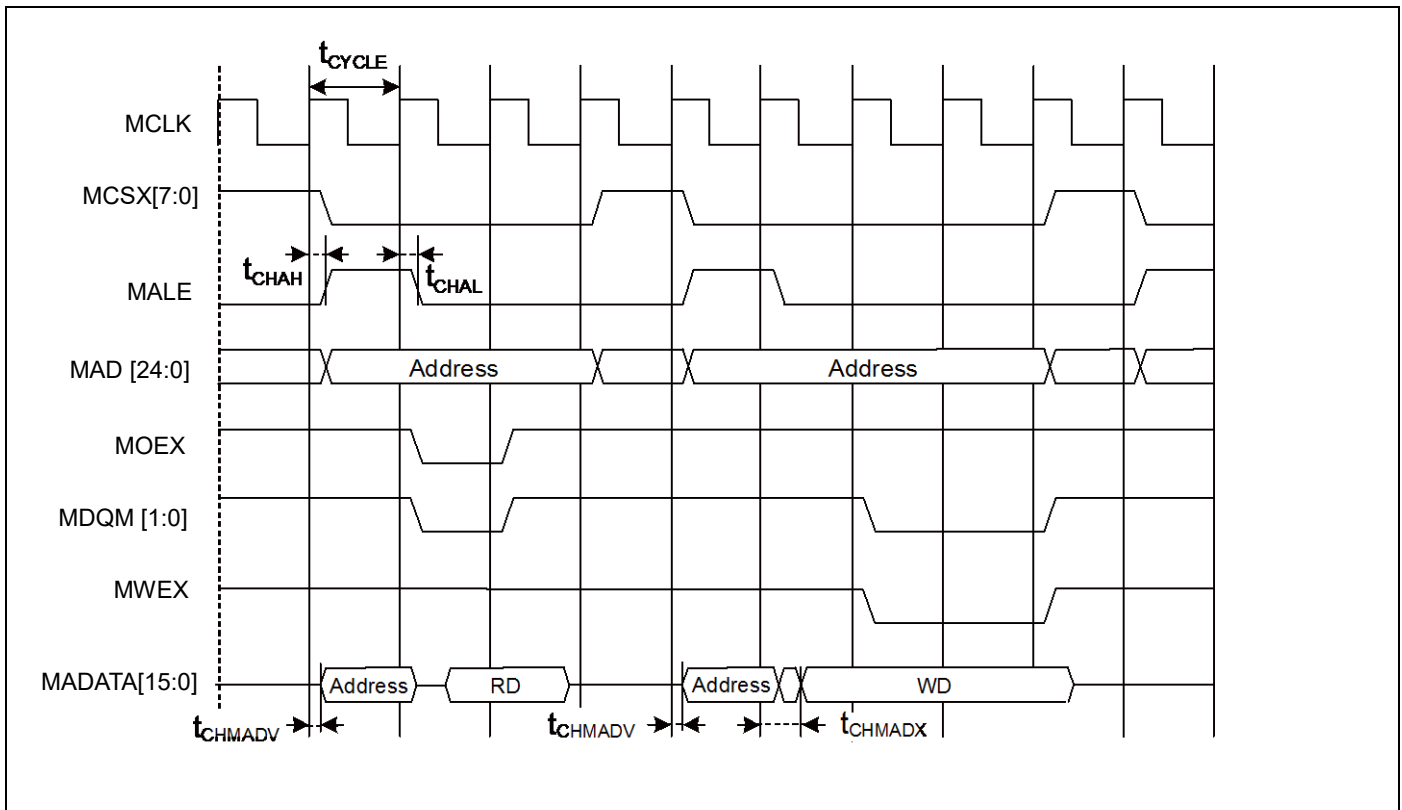 tCYCLE
MCLK
MCSX[7:0]
tCHAH
tCHAL
MALE
MAD [24:0]
Address
Address
MOEX
MDQM [1:0]
MWEX
MADATA[15:0]
Address
RD
Address
WD
tCHMADV
tCHMADV
tCHMADX